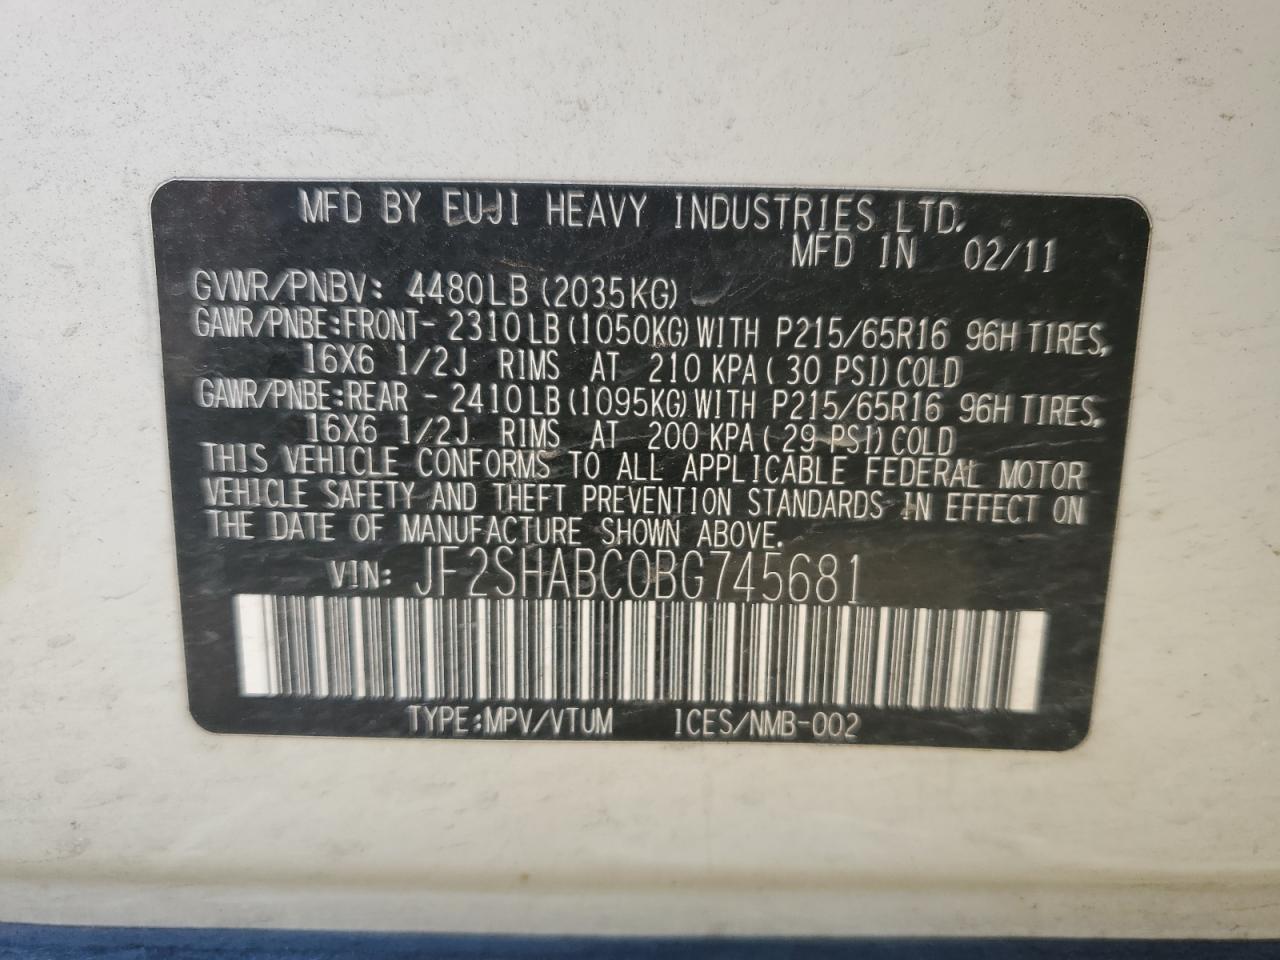 MFD BY FUJI HEAVY INDUSTRIES LTD.
MFD IN 02/11
GVWR/PNBV: 4480LB (2035KG)
GAWR/PNBE:FRONT- 2310LB (1050KG) WITH P215/65R16 96H TIRES,
16X6 1/2J RIMS AT 210 KPA ( 30 PSI) COLD
GAWR/PNBE:REAR - 2410LB (1095KG) WITH P215/65R16 96H TIRES,
16X6 1/2J RIMS AT 200 KPA ( 29 PSI) COLD
THIS VEHICLE CONFORMS TO ALL APPLICABLE FEDERAL MOTOR
VEHICLE SAFETY AND THEFT PREVENTION STANDARDS IN EFFECT ON
THE DATE OF MANUFACTURE SHOWN ABOVE.
VIN: JF2SHABC0BG745681
TYPE:MPV/VTUM ICES/NMB-002